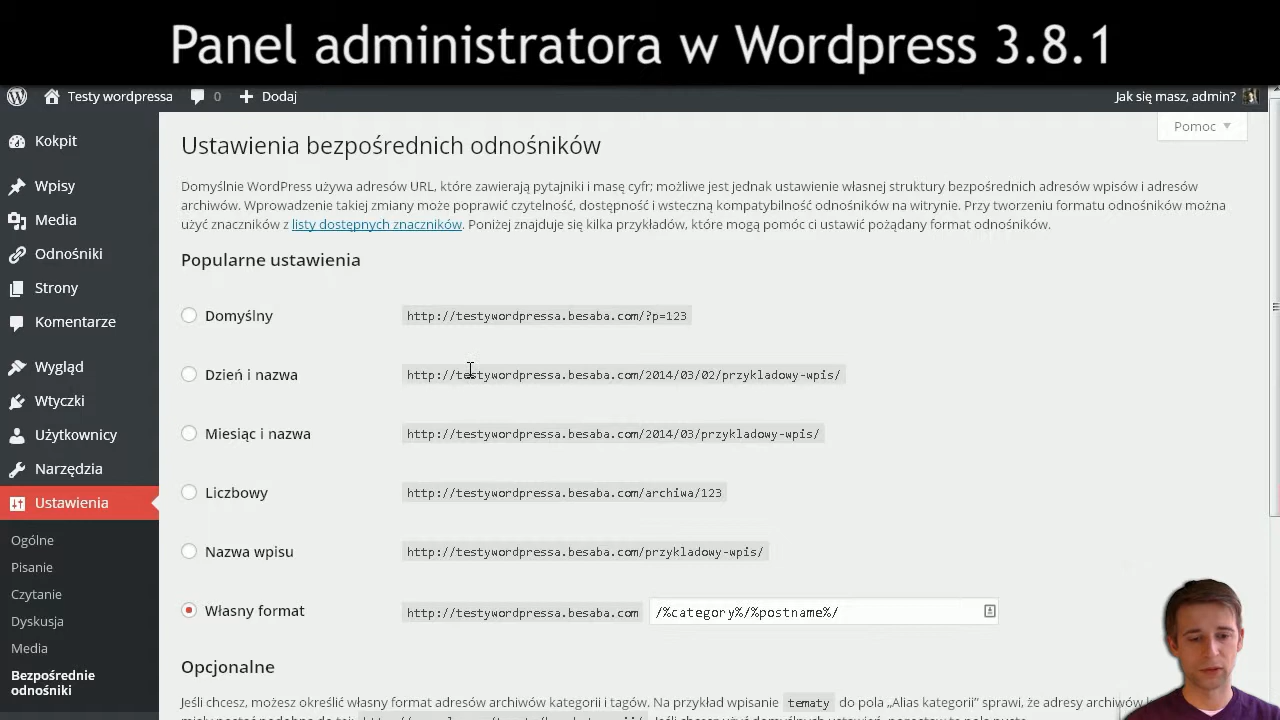 Panel administratora w Wordpress 3.8.1
Testy wordpressa 0 Dodaj Jak się masz, admin?
Pomoc
Kokpit
Wpisy
Media
Odnośniki
Strony
Komentarze
Wygląd
Wtyczki
Użytkownicy
Narzędzia
Ustawienia
Ogólne
Pisanie
Czytanie
Dyskusja
Media
Bezpośrednie
odnośniki
Ustawienia bezpośrednich odnośników
Domyślnie WordPress używa adresów URL, które zawierają pytajniki i masę cyfr; możliwe jest jednak ustawienie własnej struktury bezpośrednich adresów wpisów i adresów
archiwów. Wprowadzenie takiej zmiany może poprawić czytelność, dostępność i wsteczną kompatybilność odnośników na witrynie. Przy tworzeniu formatu odnośników można
użyć znaczników z listy dostępnych znaczników. Poniżej znajduje się kilka przykładów, które mogą pomóc ci ustawić pożądany format odnośników.
Popularne ustawienia
Domyślny http://testywordpressa.besaba.com/?p=123
Dzień i nazwa http://testywordpressa.besaba.com/2014/03/02/przykladowy-wpis/
Miesiąc i nazwa http://testywordpressa.besaba.com/2014/03/przykladowy-wpis/
Liczbowy http://testywordpressa.besaba.com/archiwa/123
Nazwa wpisu http://testywordpressa.besaba.com/przykladowy-wpis/
Własny format http://testywordpressa.besaba.com /%category%/%postname%/
Opcjonalne
Jeśli chcesz, możesz określić własny format adresów archiwów kategorii i tagów. Na przykład wpisanie tematy do pola „Alias kategorii” sprawi, że adresy archiwów